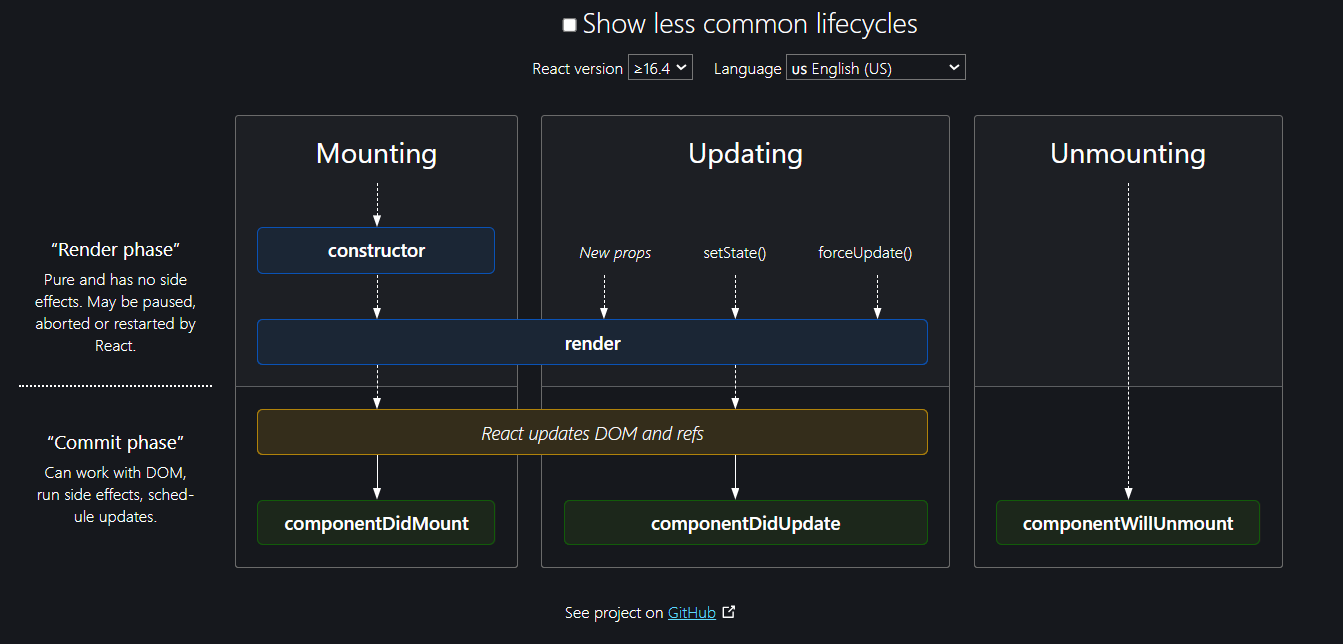 Show less common lifecycles
React version ≥16.4 Language us English (US)
Mounting
Updating
Unmounting
“Render phase”
Pure and has no side
effects. May be paused,
aborted or restarted by
React.
constructor
New props
setState()
forceUpdate()
render
“Commit phase”
Can work with DOM,
run side effects, sched-
ule updates.
React updates DOM and refs
componentDidMount
componentDidUpdate
componentWillUnmount
See project on GitHub